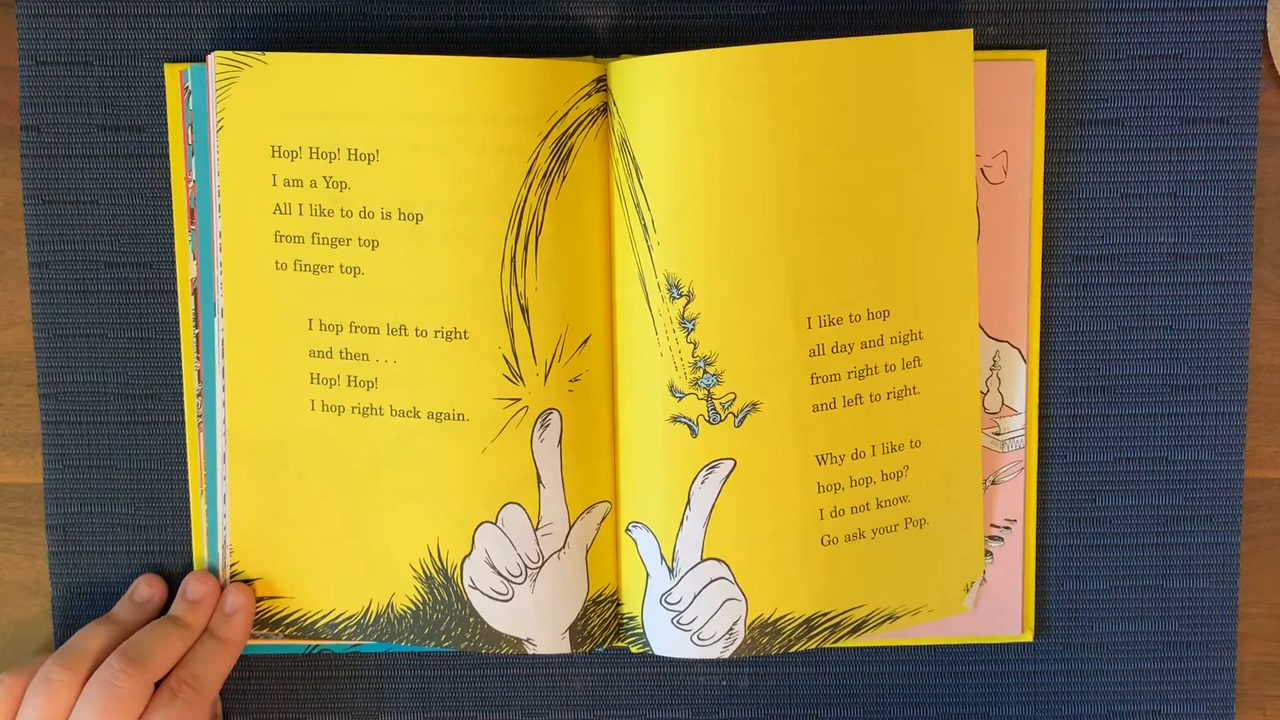 Hop! Hop! Hop!
I am a Yop.
All I like to do is hop
from finger top
to finger top.
I hop from left to right
and then . . .
Hop! Hop!
I hop right back again.
I like to hop
all day and night
from right to left
and left to right.
Why do I like to
hop, hop, hop?
I do not know.
Go ask your Pop.